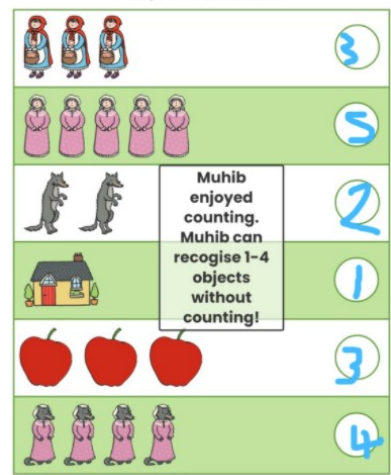 3
5
Muhib
enjoyed
counting.
Muhib can
recogise 1-4
objects
without
counting!
2
1
3
4